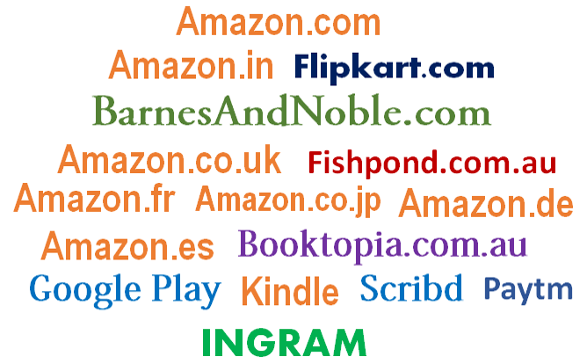 Amazon.com
Amazon.in Flipkart.com
BarnesAndNoble.com
Amazon.co.uk Fishpond.com.au
Amazon.fr Amazon.co.jp Amazon.de
Amazon.es Booktopia.com.au
Google Play Kindle Scribd Paytm
INGRAM